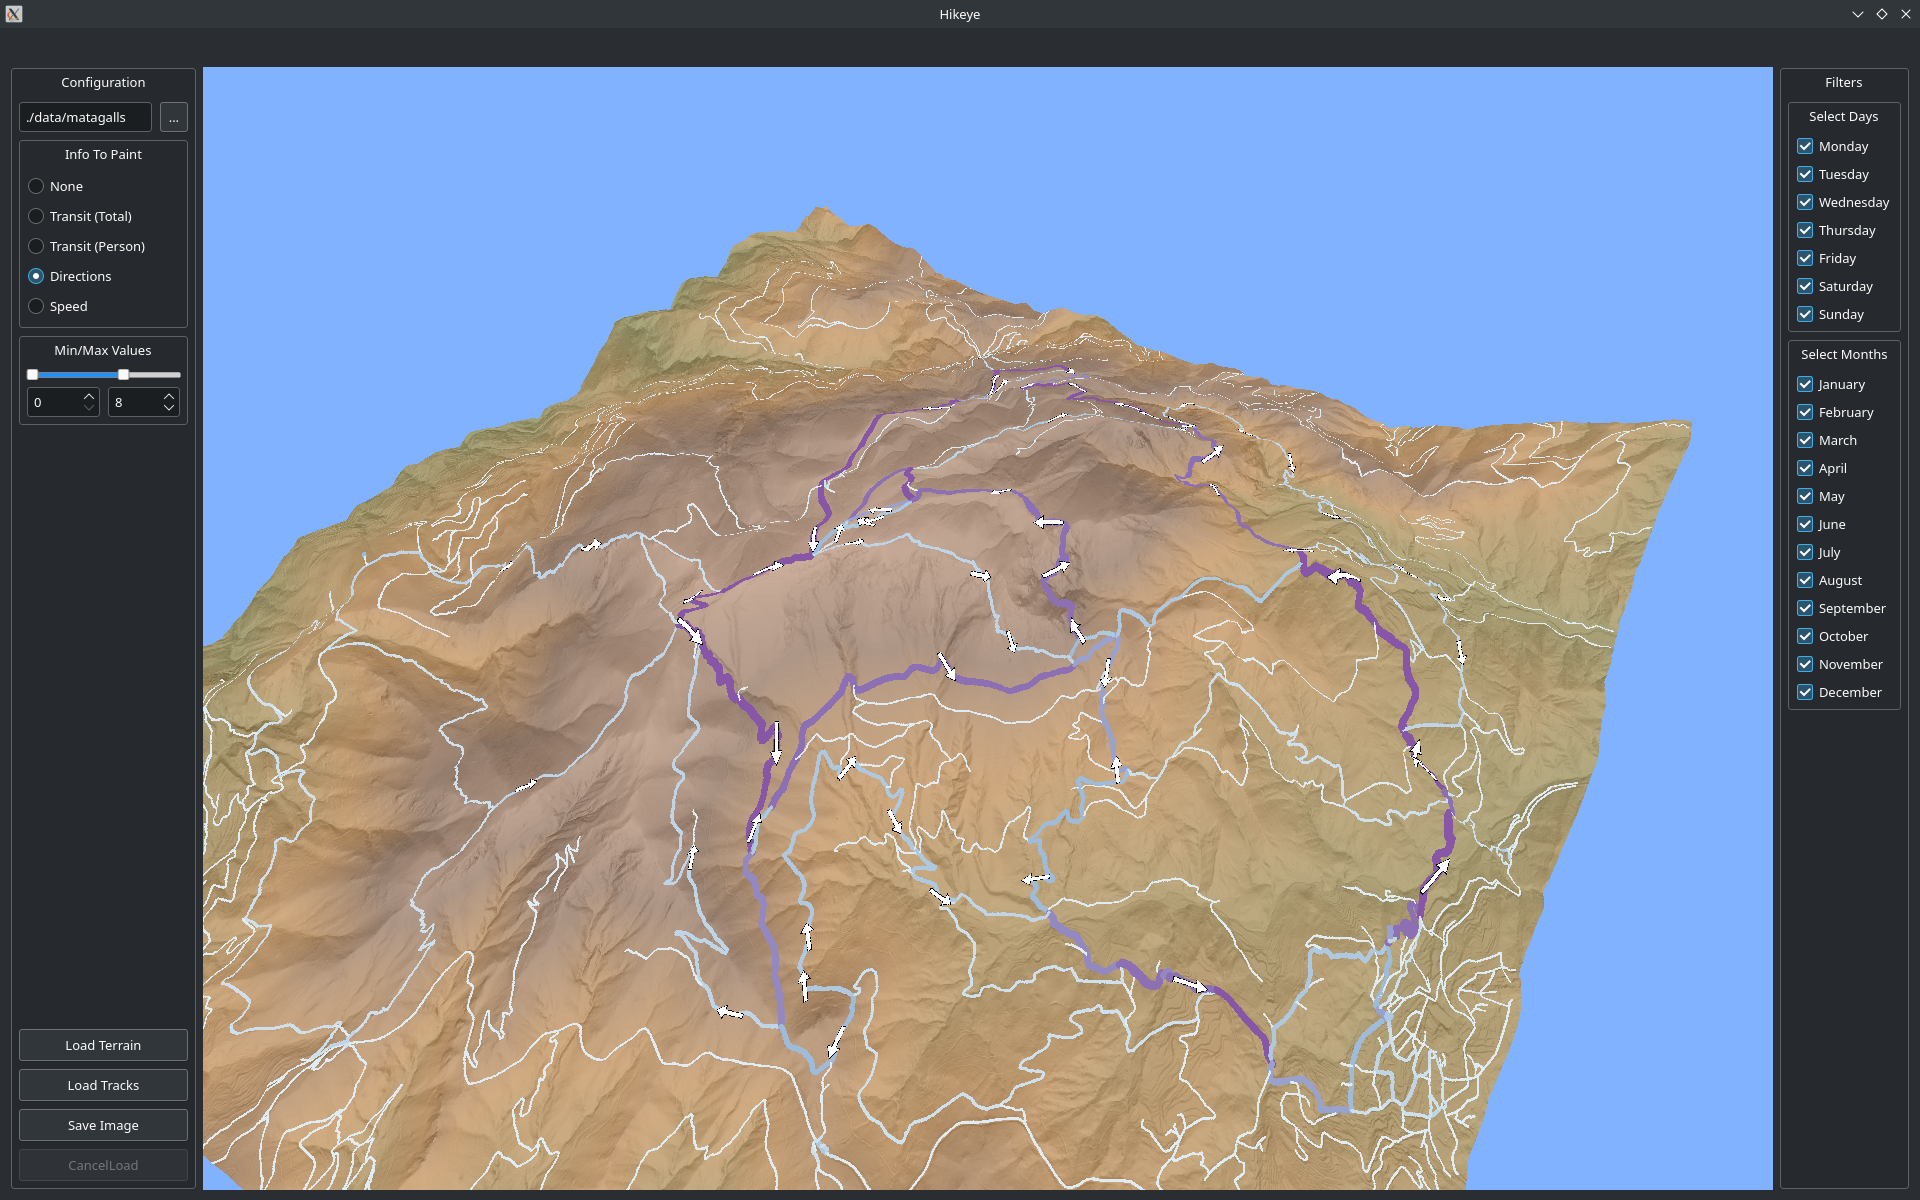 Hikeye
Configuration
./data/matagalls
...
Info To Paint
None
Transit (Total)
Transit (Person)
Directions
Speed
Min/Max Values
0
8
Load Terrain
Load Tracks
Save Image
CancelLoad
Filters
Select Days
Monday
Tuesday
Wednesday
Thursday
Friday
Saturday
Sunday
Select Months
January
February
March
April
May
June
July
August
September
October
November
December